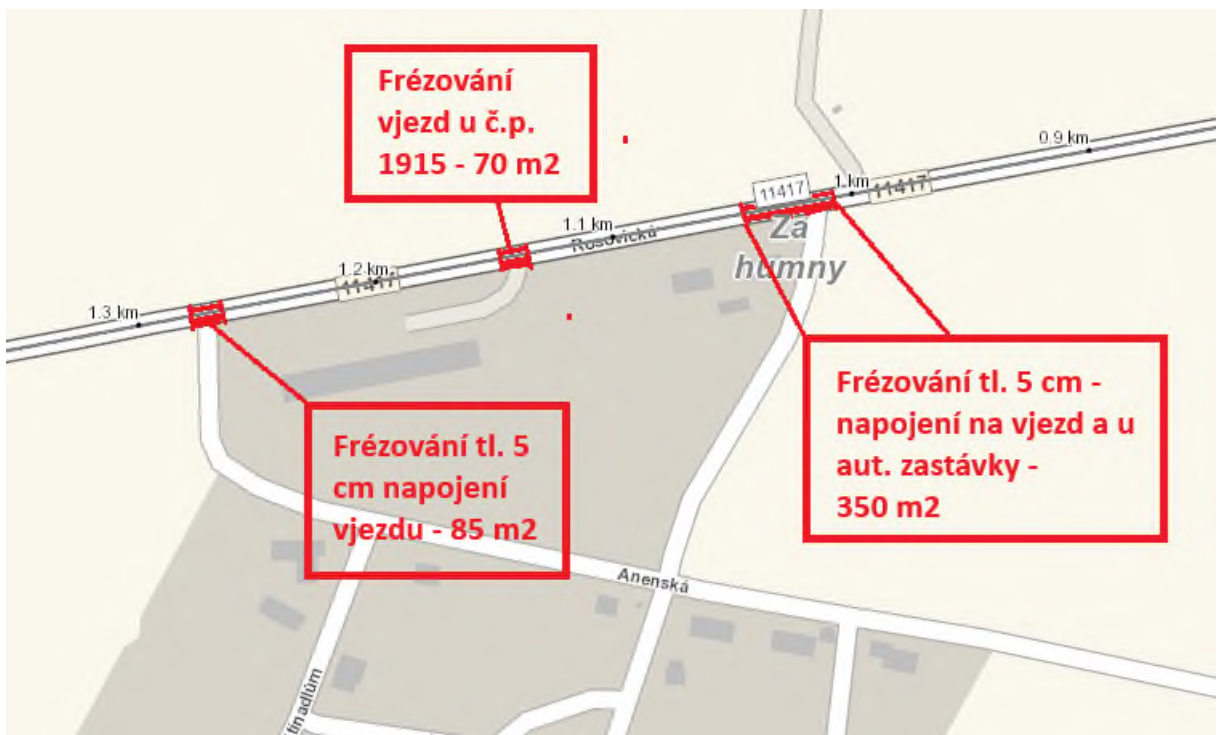 Frézování
vjezd u č.p.
1915 - 70 m2
0.9 km
11417
1 km
11417
1.1 km
Rosovická
Za
humny
1.2 km
11417
1.3 km
Frézování tl. 5 cm -
napojení na vjezd a u
aut. zastávky -
350 m2
Frézování tl. 5
cm napojení
vjezdu - 85 m2
Anenská